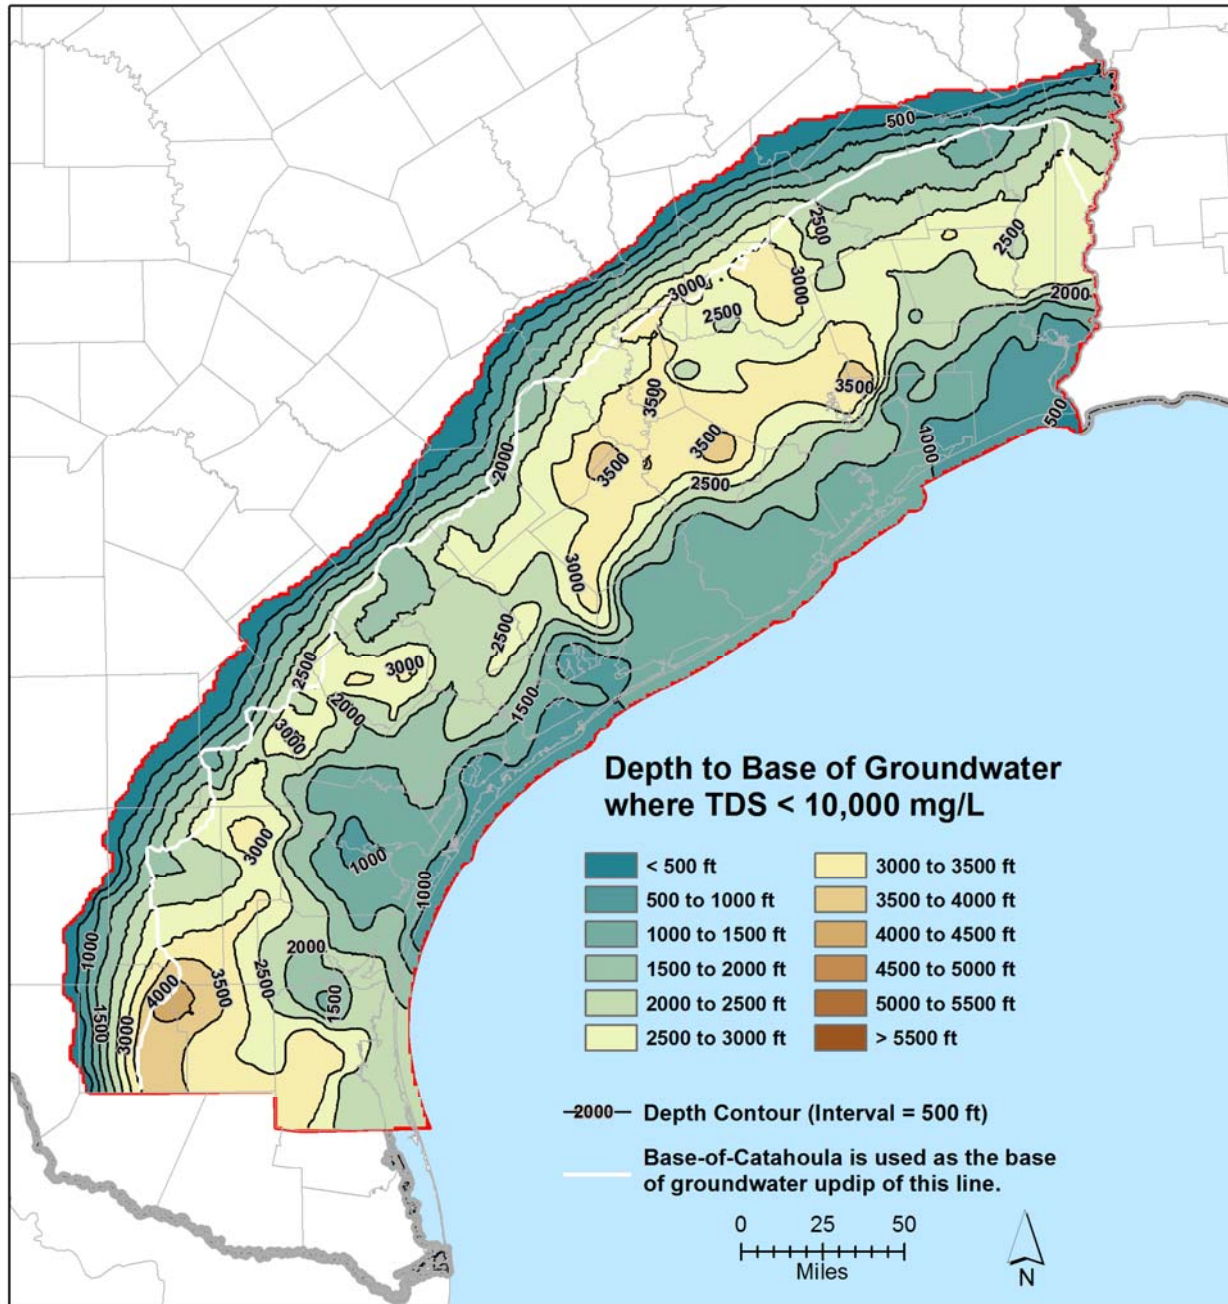 500
2500
2500
3000
3000
2000
2500
3500
3500
2000
3500
3500
1000
500
2500
3000
2500
2500
3000
2000
3000
1500
3000
1000
1000
1000
2000
2500
3500
4000
1500
1500
3000
Depth to Base of Groundwater
where TDS < 10,000 mg/L
< 500 ft
500 to 1000 ft
1000 to 1500 ft
1500 to 2000 ft
2000 to 2500 ft
2500 to 3000 ft
3000 to 3500 ft
3500 to 4000 ft
4000 to 4500 ft
4500 to 5000 ft
5000 to 5500 ft
> 5500 ft
2000 Depth Contour (Interval = 500 ft)
Base-of-Catahoula is used as the base
of groundwater updip of this line.
0 25 50
Miles
N